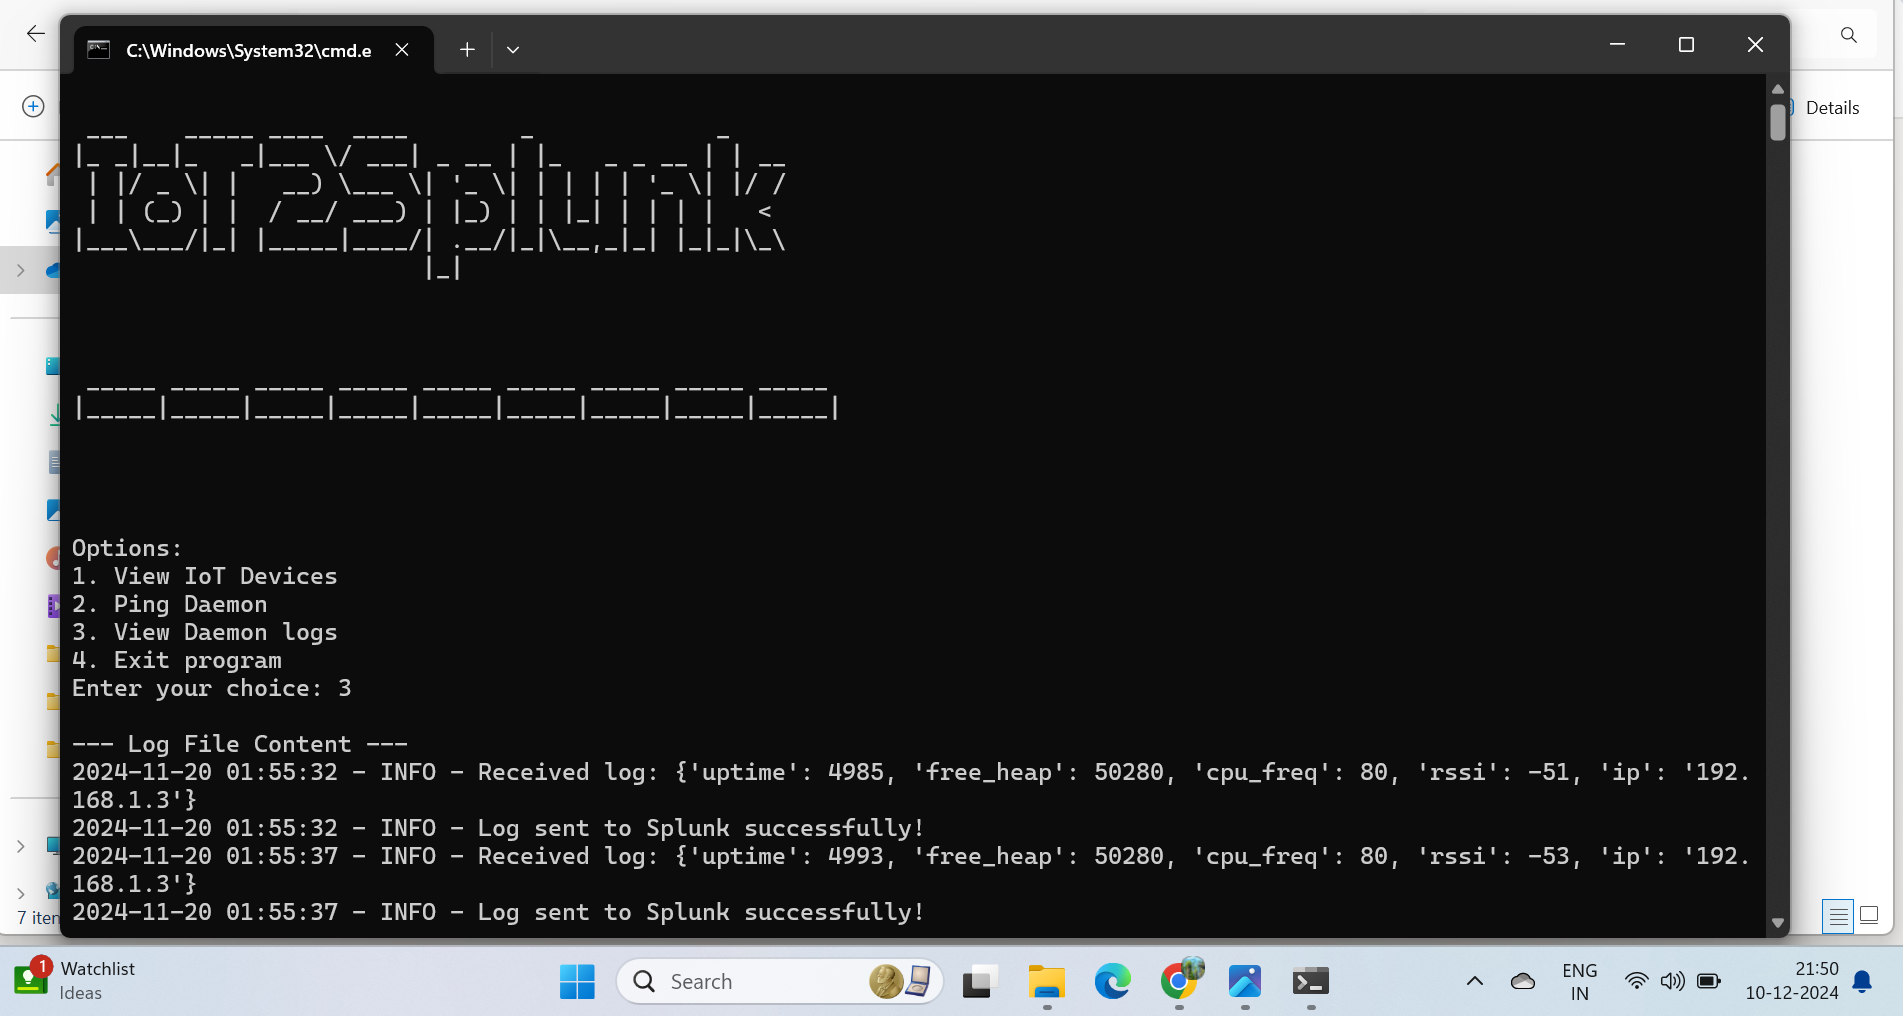 C:\Windows\System32\cmd.e
Details
IoT2Splunk
Options:
1. View IoT Devices
2. Ping Daemon
3. View Daemon logs
4. Exit program
Enter your choice: 3
--- Log File Content ---
2024-11-20 01:55:32 - INFO - Received log: {'uptime': 4985, 'free_heap': 50280, 'cpu_freq': 80, 'rssi': -51, 'ip': '192.
168.1.3'}
2024-11-20 01:55:32 - INFO - Log sent to Splunk successfully!
2024-11-20 01:55:37 - INFO - Received log: {'uptime': 4993, 'free_heap': 50280, 'cpu_freq': 80, 'rssi': -53, 'ip': '192.
168.1.3'}
2024-11-20 01:55:37 - INFO - Log sent to Splunk successfully!
7 iten
1
Watchlist
Ideas
Search
ENG
IN
21:50
10-12-2024